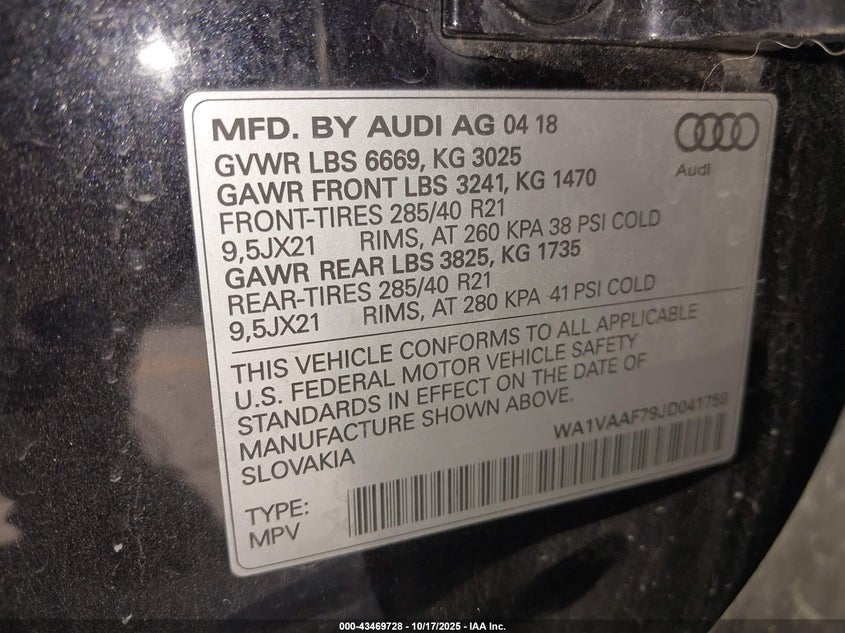 MFD. BY AUDI AG 04 18
Audi
GVWR LBS 6669, KG 3025
GAWR FRONT LBS 3241, KG 1470
FRONT-TIRES 285/40 R21
9,5JX21 RIMS, AT 260 KPA 38 PSI COLD
GAWR REAR LBS 3825, KG 1735
REAR-TIRES 285/40 R21
9,5JX21 RIMS, AT 280 KPA 41 PSI COLD
THIS VEHICLE CONFORMS TO ALL APPLICABLE
U.S. FEDERAL MOTOR VEHICLE SAFETY
STANDARDS IN EFFECT ON THE DATE OF
MANUFACTURE SHOWN ABOVE.
SLOVAKIA
WA1VAAF79JD041759
TYPE:
MPV
000-43469728 - 10/17/2025 - IAA Inc.